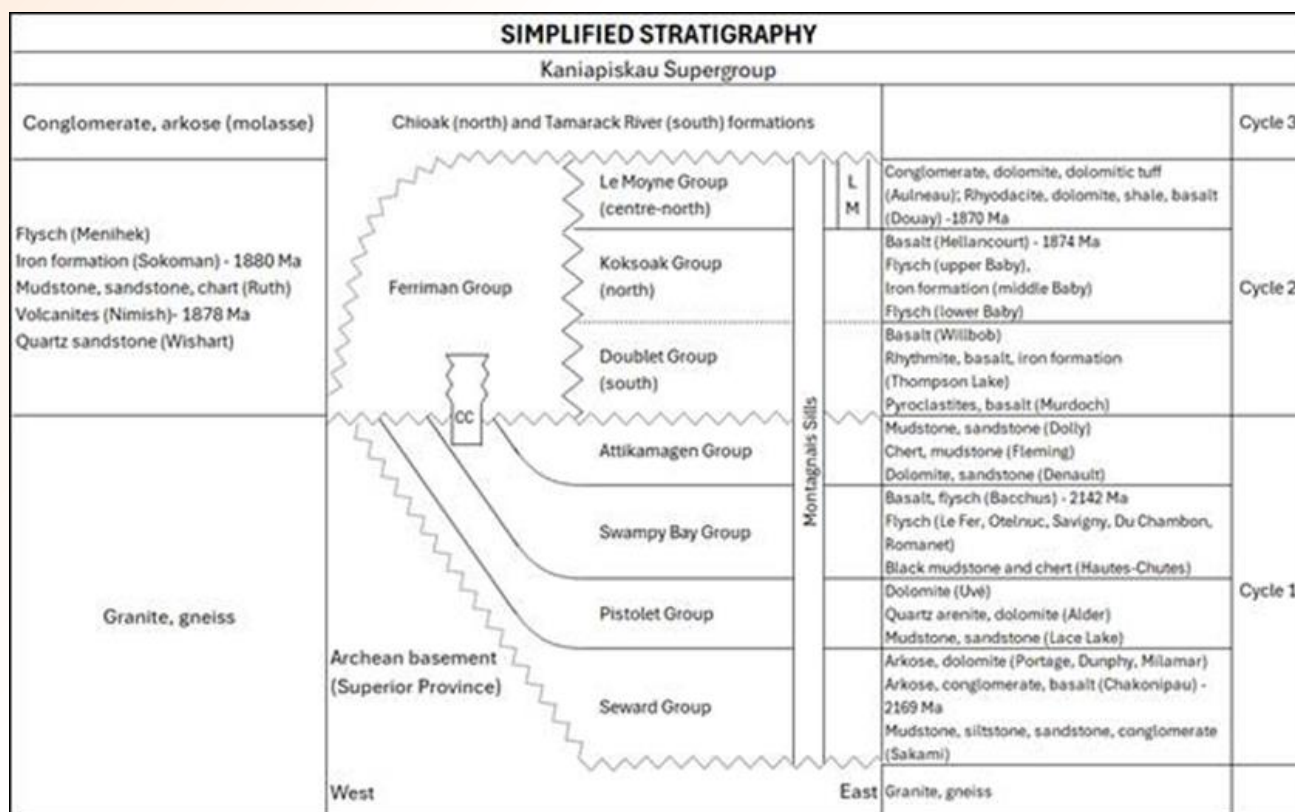 SIMPLIFIED STRATIGRAPHY
Kaniapiskau Supergroup
Conglomerate, arkose (molasse)
Chioak (north) and Tamarack River (south) formations
Cycle 3
Flysch (Menihek)
Iron formation (Sokoman) - 1880 Ma
Mudstone, sandstone, chart (Ruth)
Volcanites (Nimish)- 1878 Ma
Quartz sandstone (Wishart)
Ferriman Group
CC
Le Moyne Group
(centre-north)
Koksoak Group
(north)
Doublet Group
(south)
Montagnais Sills
L
M
Conglomerate, dolomite, dolomitic tuff
(Aulneau); Rhyodacite, dolomite, shale, basalt
(Douay) -1870 Ma
Basalt (Hellancourt) - 1874 Ma
Flysch (upper Baby),
Iron formation (middle Baby)
Flysch (lower Baby)
Basalt (Willbob)
Rhythmite, basalt, iron formation
(Thompson Lake)
Pyroclastites, basalt (Murdoch)
Cycle 2
Granite, gneiss
Archean basement
(Superior Province)
Attikamagen Group
Swampy Bay Group
Pistolet Group
Seward Group
Mudstone, sandstone (Dolly)
Chert, mudstone (Fleming)
Dolomite, sandstone (Denault)
Basalt, flysch (Bacchus) - 2142 Ma
Flysch (Le Fer, Otelnuc, Savigny, Du Chambon,
Romanet)
Black mudstone and chert (Hautes-Chutes)
Dolomite (Uvé)
Quartz arenite, dolomite (Alder)
Mudstone, sandstone (Lace Lake)
Arkose, dolomite (Portage, Dunphy, Milamar)
Arkose, conglomerate, basalt (Chakonipau) -
2169 Ma
Mudstone, siltstone, sandstone, conglomerate
(Sakami)
Cycle 1
West
East
Granite, gneiss